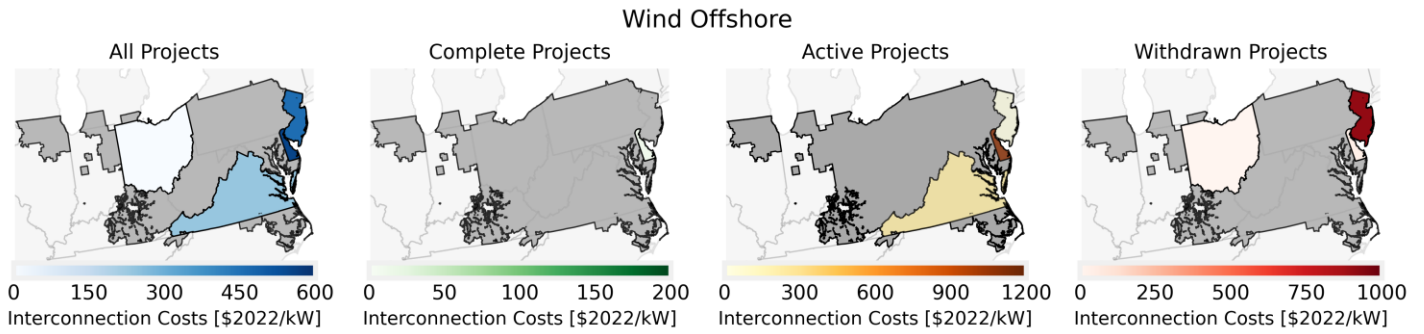 Wind Offshore
All Projects
Complete Projects
Active Projects
Withdrawn Projects
0 150 300 450 600
Interconnection Costs [$2022/kW]
0 50 100 150 200
Interconnection Costs [$2022/kW]
0 300 600 900 1200
Interconnection Costs [$2022/kW]
0 250 500 750 1000
Interconnection Costs [$2022/kW]